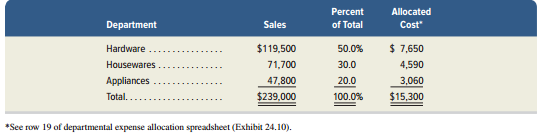 Percent Allocated
Department Sales of Total Cost*
Hardware ............... $119,500 50.0% $ 7,650
Housewares ............... 71,700 30.0 4,590
Appliances ............... 47,800 20.0 3,060
Total. ............... $239,000 100.0% $15,300
*See row 19 of departmental expense allocation spreadsheet (Exhibit 24.10).